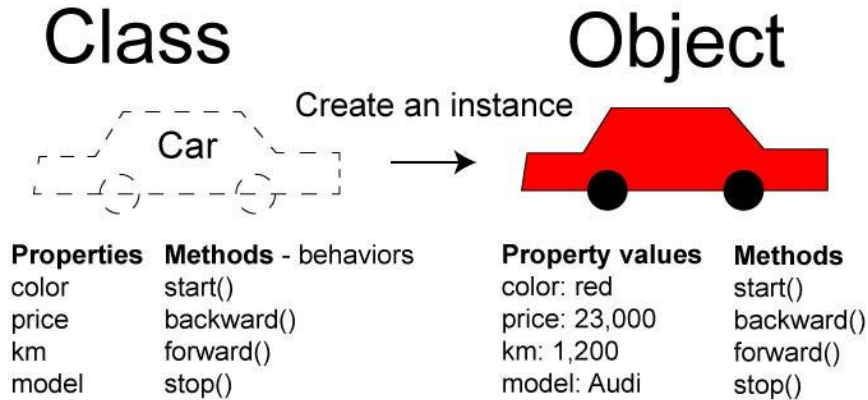 Class
Object
Create an instance
Car
Properties Methods - behaviors
color start()
price backward()
km forward()
model stop()
Property values Methods
color: red start()
price: 23,000 backward()
km: 1,200 forward()
model: Audi stop()